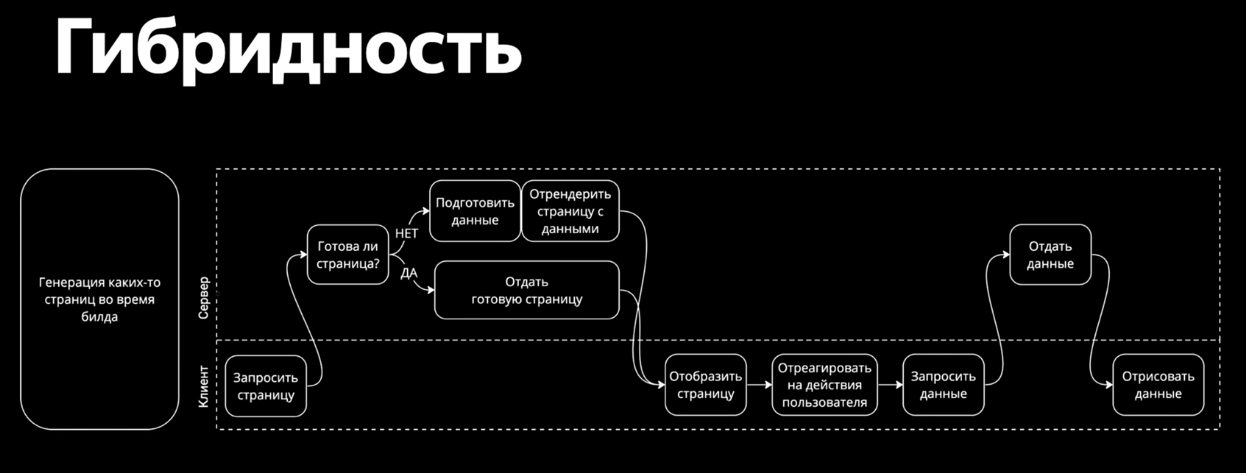 Гибридность
Генерация каких-то
страниц во время
билда
Сервер
Клиент
Запросить
страницу
Готова ли
страница?
НЕТ
ДА
Подготовить
данные
Отрендерить
страницу с
данными
Отдать
готовую страницу
Отобразить
страницу
Отреагировать
на действия
пользователя
Запросить
данные
Отдать
данные
Отрисовать
данные